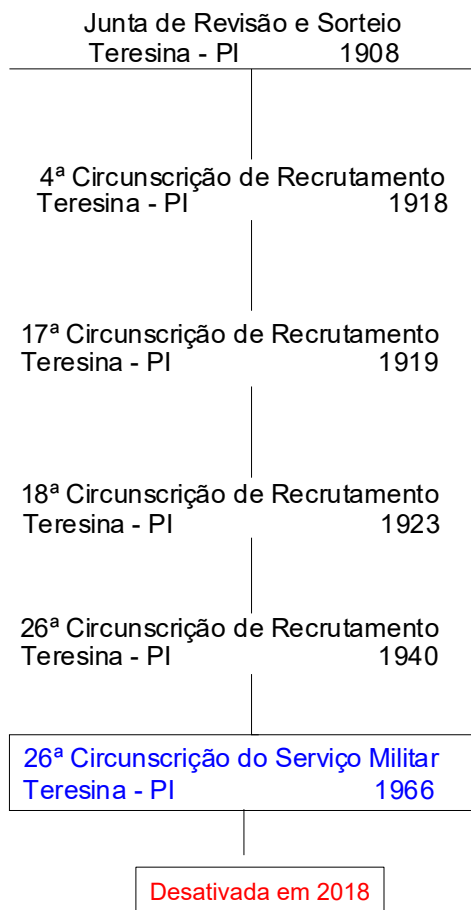 Junta de Revisão e Sorteio
Teresina - PI 1908
4ª Circunscrição de Recrutamento
Teresina - PI 1918
17ª Circunscrição de Recrutamento
Teresina - PI 1919
18ª Circunscrição de Recrutamento
Teresina - PI 1923
26ª Circunscrição de Recrutamento
Teresina - PI 1940
26ª Circunscrição do Serviço Militar
Teresina - PI 1966
Desativada em 2018